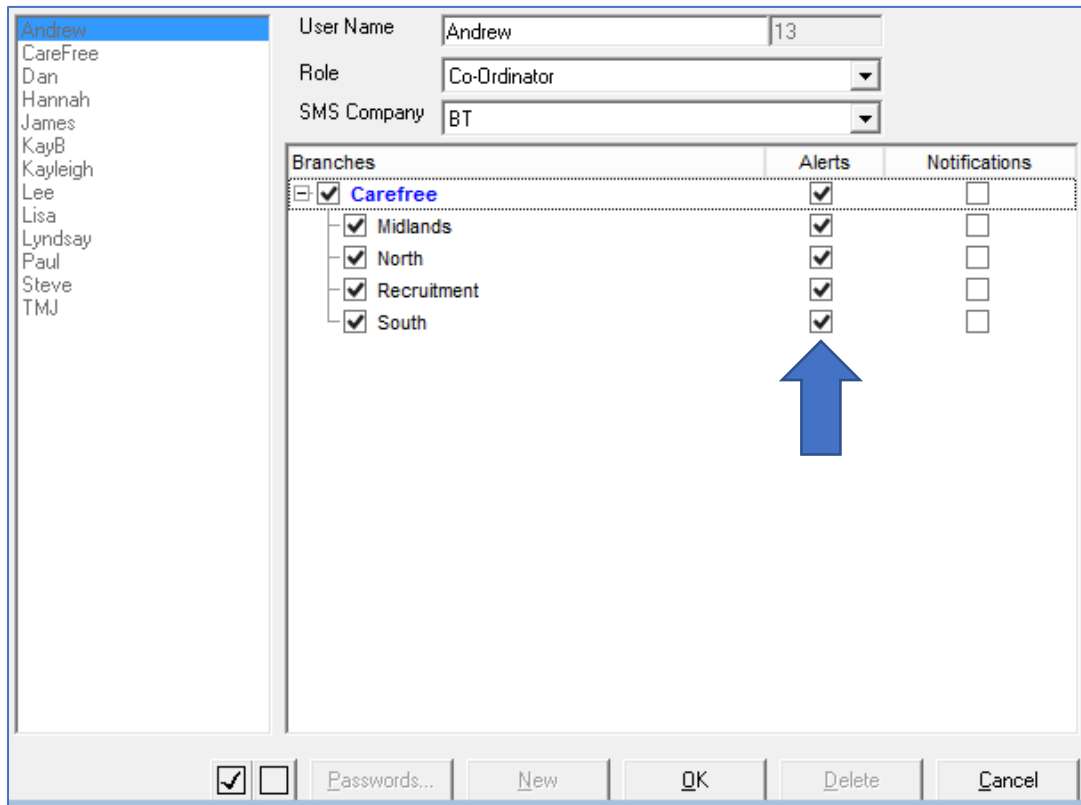 Andrew
CareFree
Dan
Hannah
James
KayB
Kayleigh
Lee
Lisa
Lyndsay
Paul
Steve
TMJ
User Name Andrew 13
Role Co-Ordinator
SMS Company BT
Branches Alerts Notifications
Carefree
Midlands
North
Recruitment
South
Passwords... New OK Delete Cancel